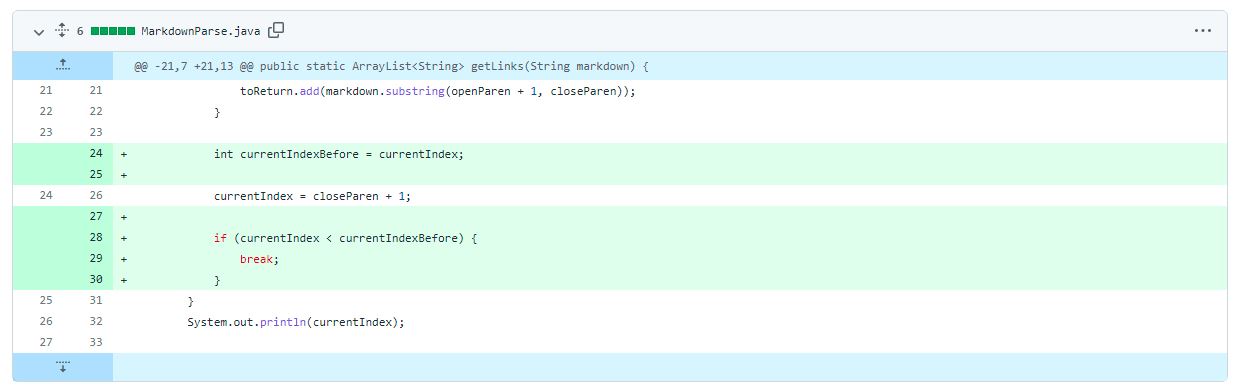 6 MarkdownParse.java
@@ -21,7 +21,13 @@ public static ArrayList<String> getLinks(String markdown) {
21 21 toReturn.add(markdown.substring(openParen + 1, closeParen));
22 22 }
23 23
24 + int currentIndexBefore = currentIndex;
25 +
24 26 currentIndex = closeParen + 1;
27 +
28 + if (currentIndex < currentIndexBefore) {
29 + break;
30 + }
25 31 }
26 32 System.out.println(currentIndex);
27 33